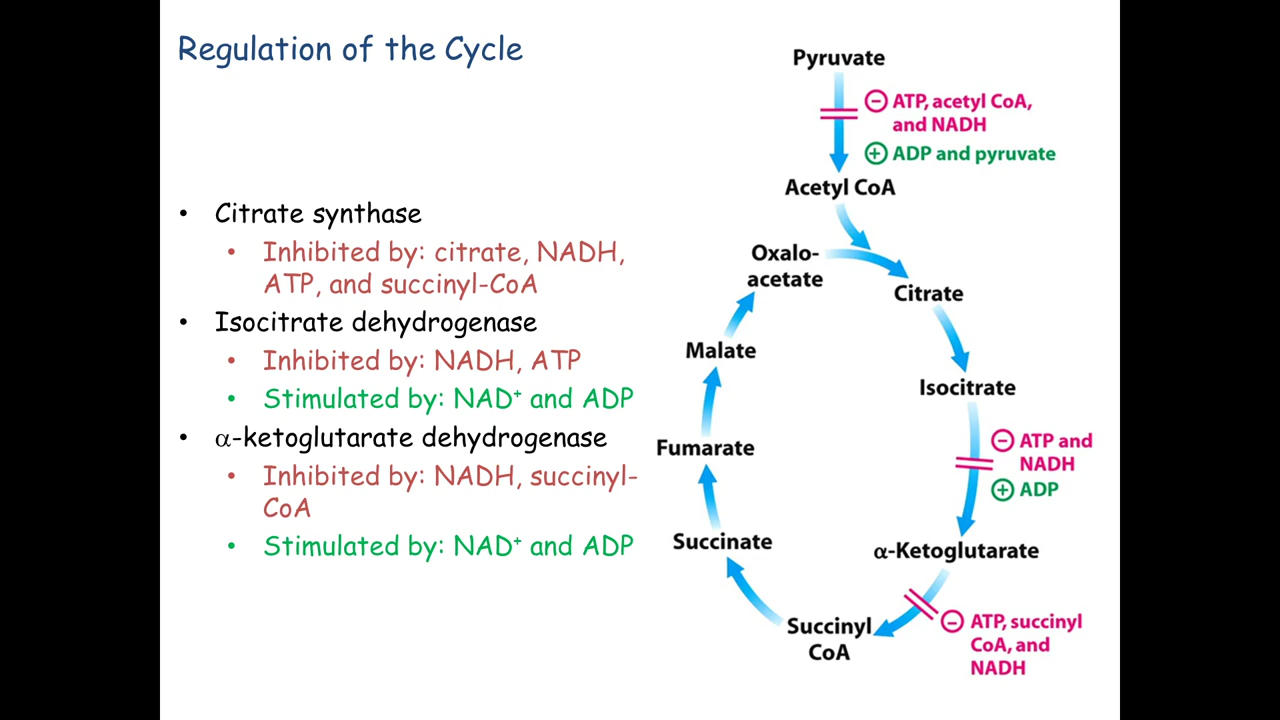 Regulation of the Cycle
• Citrate synthase
• Inhibited by: citrate, NADH,
ATP, and succinyl-CoA
• Isocitrate dehydrogenase
• Inhibited by: NADH, ATP
• Stimulated by: NAD⁺ and ADP
• α-ketoglutarate dehydrogenase
• Inhibited by: NADH, succinyl-
CoA
• Stimulated by: NAD⁺ and ADP
Pyruvate
⊖ ATP, acetyl CoA,
and NADH
⊕ ADP and pyruvate
Acetyl CoA
Oxalo-
acetate
Citrate
Malate
Isocitrate
⊖ ATP and
NADH
⊕ ADP
Fumarate
Succinate
α-Ketoglutarate
Succinyl
CoA
⊖ ATP, succinyl
CoA, and
NADH